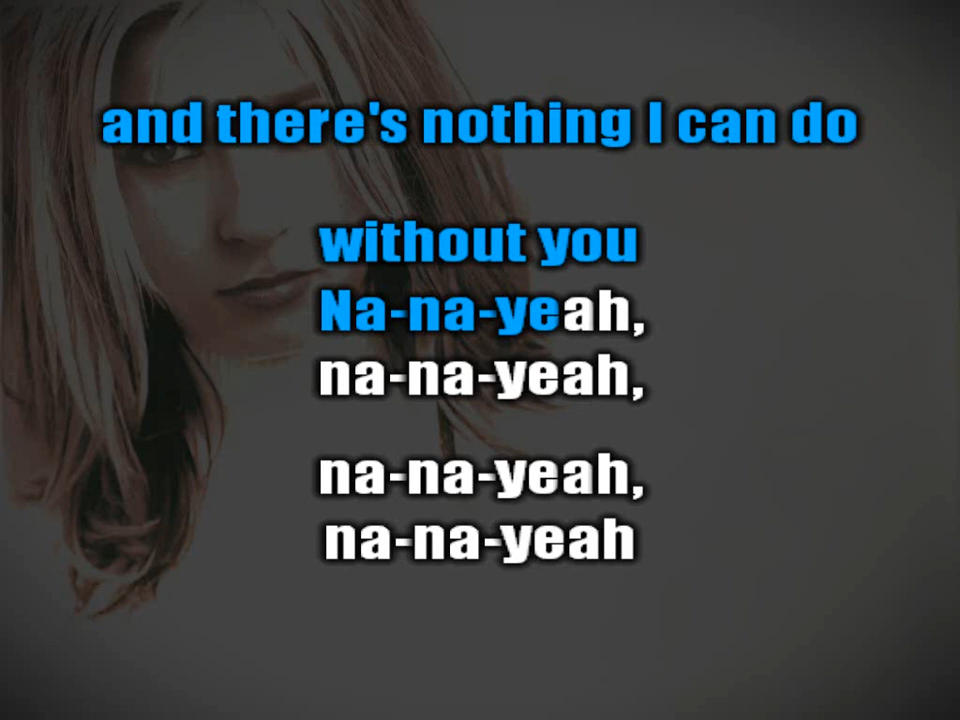 and there's nothing I can do
without you
Na-na-yeah,
na-na-yeah,
na-na-yeah,
na-na-yeah